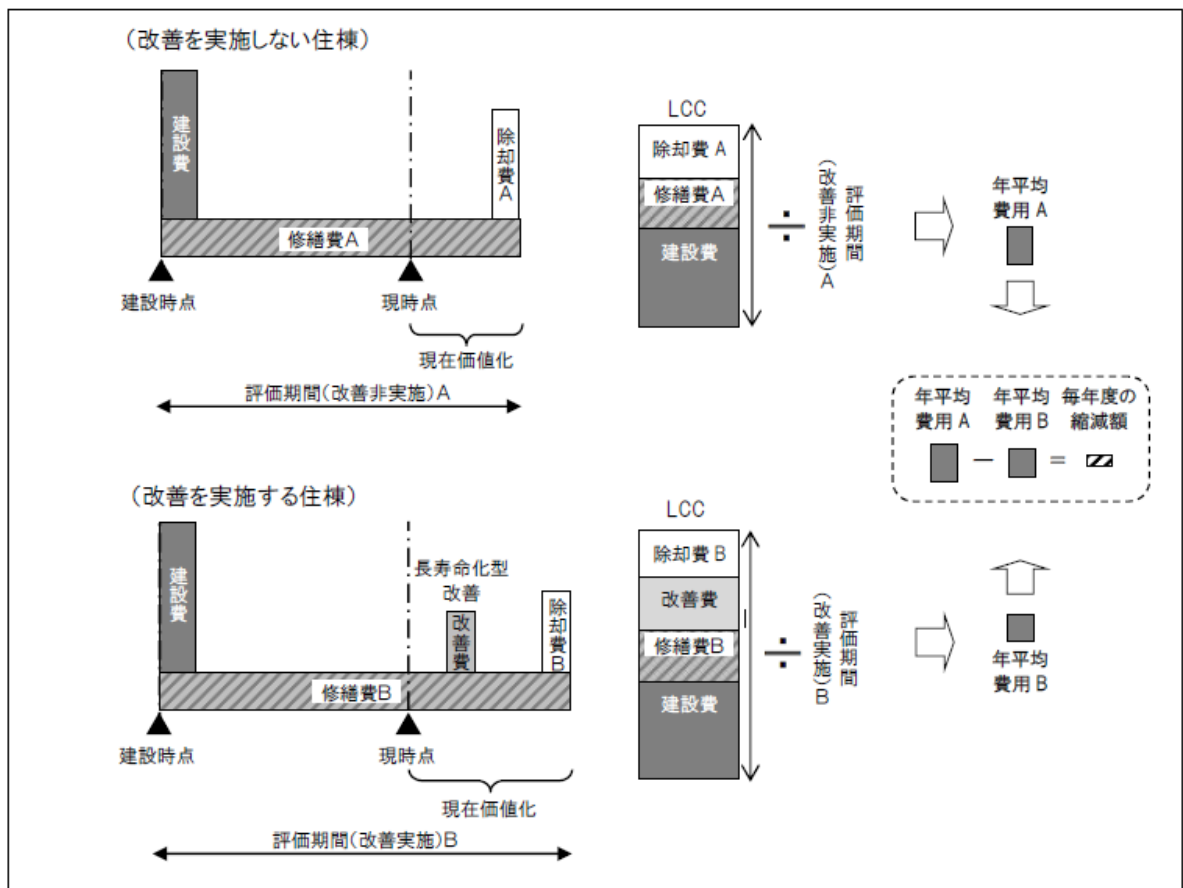 (改善を実施しない住棟)
建設費
除却費A
修繕費A
建設時点
現時点
現在価値化
評価期間(改善非実施)A
LCC
除却費A
修繕費A
建設費
÷
評価期間
(改善非実施)A
年平均
費用A
年平均
費用A
年平均
費用B
毎年度の
縮減額
− =
(改善を実施する住棟)
建設費
長寿命化型
改善
改善費
除却費B
修繕費B
建設時点
現時点
現在価値化
評価期間(改善実施)B
LCC
除却費B
改善費
修繕費B
建設費
÷
評価期間
(改善実施)B
年平均
費用B